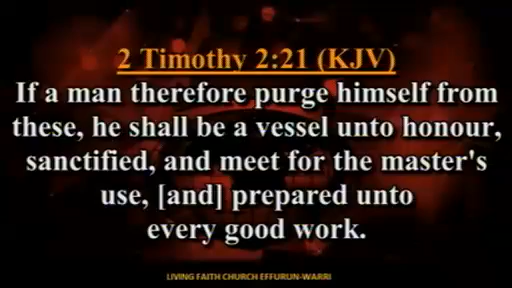 2 Timothy 2:21 (KJV)
If a man therefore purge himself from
these, he shall be a vessel unto honour,
sanctified, and meet for the master's
use, [and] prepared unto
every good work.
LIVING FAITH CHURCH EFFURUN-WARRI